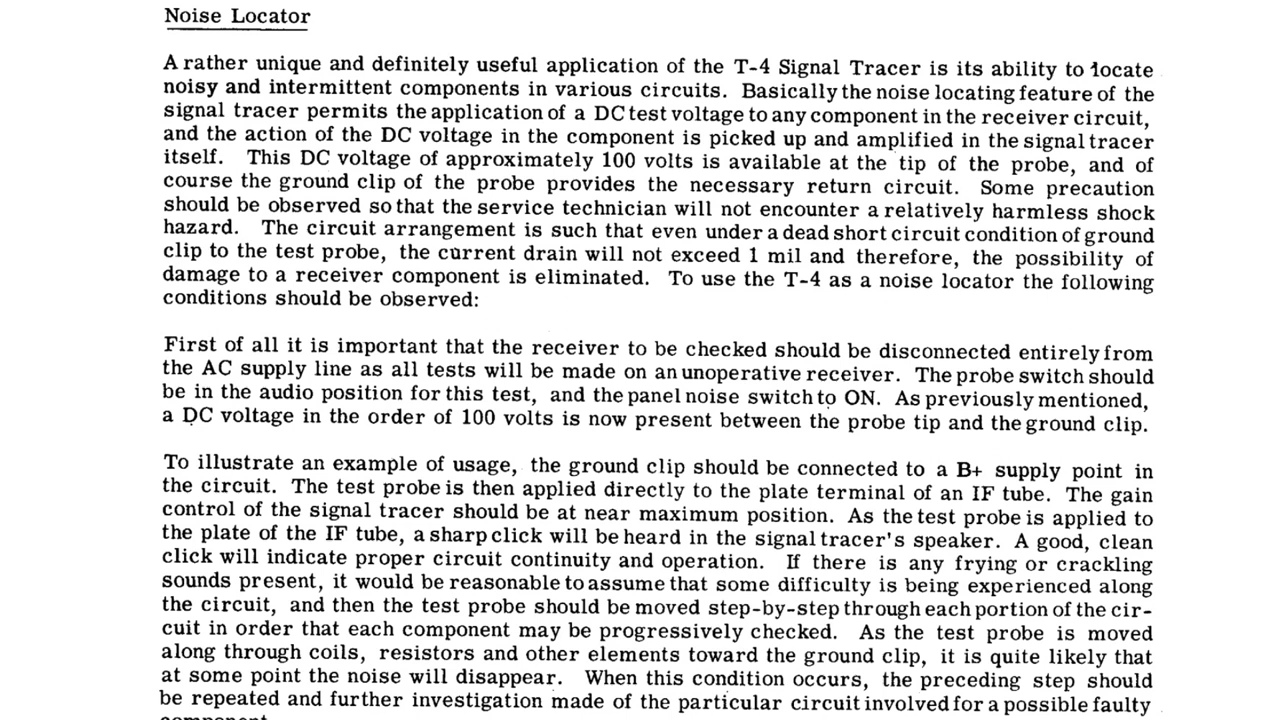 Noise Locator
A rather unique and definitely useful application of the T-4 Signal Tracer is its ability to locate
noisy and intermittent components in various circuits. Basically the noise locating feature of the
signal tracer permits the application of a DC test voltage to any component in the receiver circuit,
and the action of the DC voltage in the component is picked up and amplified in the signal tracer
itself. This DC voltage of approximately 100 volts is available at the tip of the probe, and of
course the ground clip of the probe provides the necessary return circuit. Some precaution
should be observed so that the service technician will not encounter a relatively harmless shock
hazard. The circuit arrangement is such that even under a dead short circuit condition of ground
clip to the test probe, the current drain will not exceed 1 mil and therefore, the possibility of
damage to a receiver component is eliminated. To use the T-4 as a noise locator the following
conditions should be observed:
First of all it is important that the receiver to be checked should be disconnected entirely from
the AC supply line as all tests will be made on an unoperative receiver. The probe switch should
be in the audio position for this test, and the panel noise switch to ON. As previously mentioned,
a DC voltage in the order of 100 volts is now present between the probe tip and the ground clip.
To illustrate an example of usage, the ground clip should be connected to a B+ supply point in
the circuit. The test probe is then applied directly to the plate terminal of an IF tube. The gain
control of the signal tracer should be at near maximum position. As the test probe is applied to
the plate of the IF tube, a sharp click will be heard in the signal tracer's speaker. A good, clean
click will indicate proper circuit continuity and operation. If there is any frying or crackling
sounds present, it would be reasonable to assume that some difficulty is being experienced along
the circuit, and then the test probe should be moved step-by-step through each portion of the cir-
cuit in order that each component may be progressively checked. As the test probe is moved
along through coils, resistors and other elements toward the ground clip, it is quite likely that
at some point the noise will disappear. When this condition occurs, the preceding step should
be repeated and further investigation made of the particular circuit involved for a possible faulty